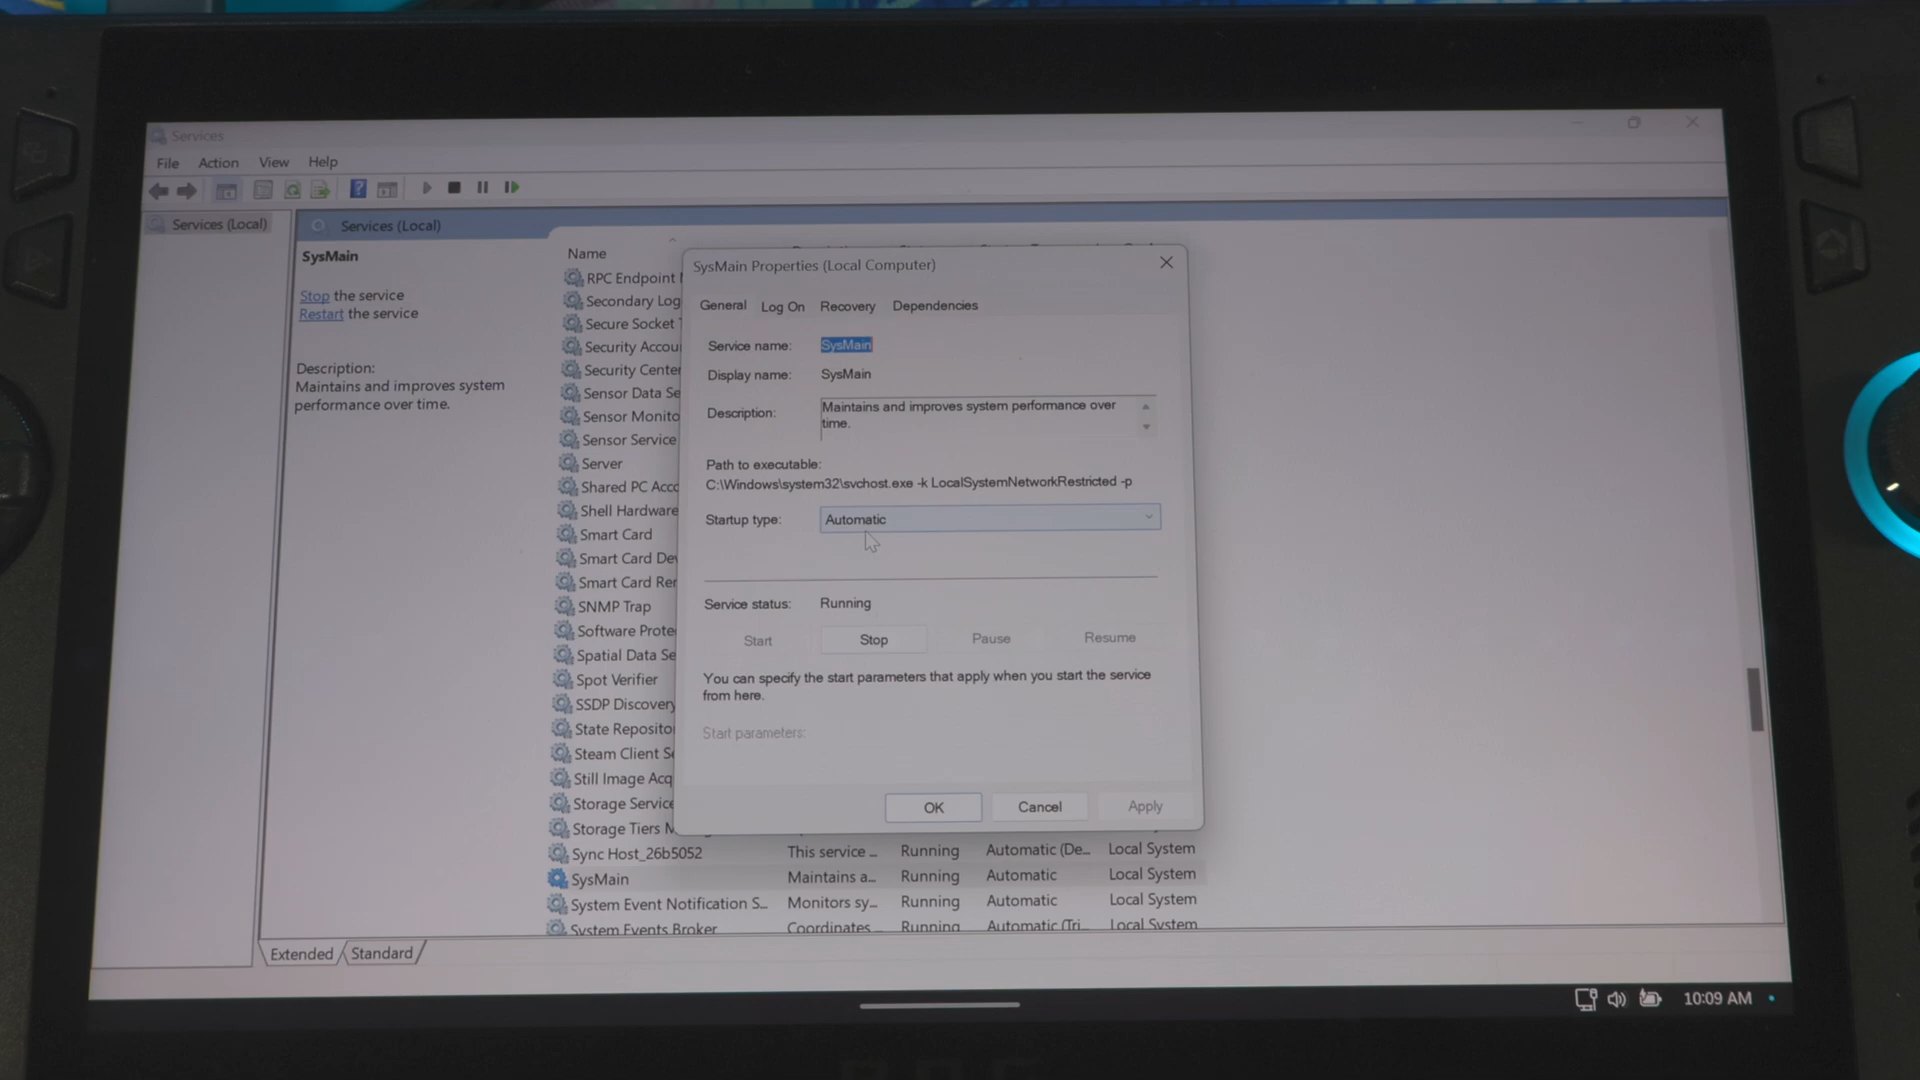 Services
File Action View Help
Services (Local)
Services (Local)
SysMain
Stop the service
Restart the service
Description:
Maintains and improves system
performance over time.
Name
RPC Endpoint
Secondary Log
Secure Socket
Security Accou
Security Center
Sensor Data Se
Sensor Monito
Sensor Service
Server
Shared PC Acco
Shell Hardware
Smart Card
Smart Card De
Smart Card Rer
SNMP Trap
Software Prote
Spatial Data Se
Spot Verifier
SSDP Discovery
State Reposito
Steam Client Se
Still Image Acq
Storage Service
Storage Tiers M
Sync Host_26b5052 This service ... Running Automatic (De... Local System
SysMain Maintains a... Running Automatic Local System
System Event Notification S... Monitors sy... Running Automatic Local System
System Events Broker Coordinates Running Automatic (Tri... Local System
SysMain Properties (Local Computer)
General Log On Recovery Dependencies
Service name: SysMain
Display name: SysMain
Description: Maintains and improves system performance over
time.
Path to executable:
C:\Windows\system32\svchost.exe -k LocalSystemNetworkRestricted -p
Startup type: Automatic
Service status: Running
Start Stop Pause Resume
You can specify the start parameters that apply when you start the service
from here.
Start parameters:
OK Cancel Apply
Extended Standard
10:09 AM